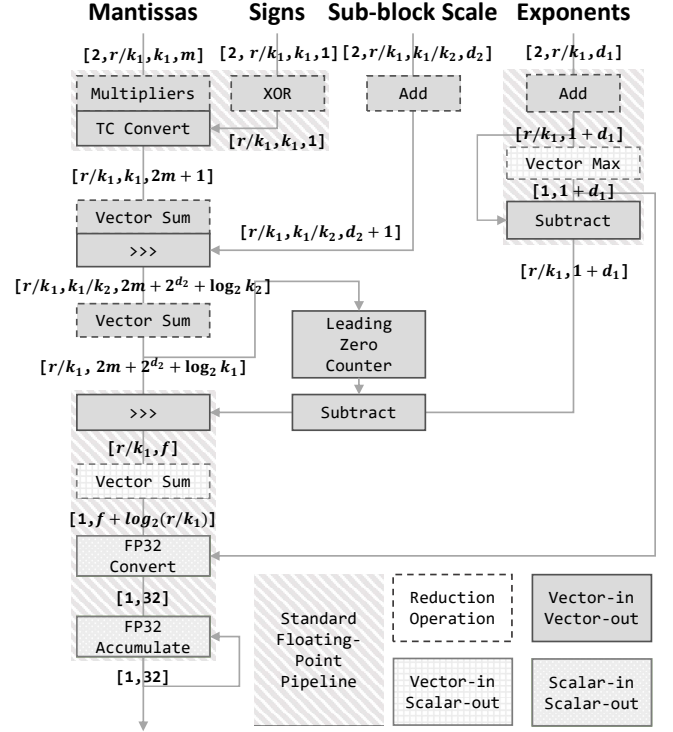 Mantissas Signs Sub-block Scale Exponents
[2, r/k₁, k₁, m] [2, r/k₁, k₁, 1] [2, r/k₁, k₁/k₂, d₂] [2, r/k₁, d₁]
Multipliers
XOR
Add
Add
TC Convert
[r/k₁, k₁, 1]
[r/k₁, 1 + d₁]
Vector Max
[r/k₁, k₁, 2m + 1]
[1, 1 + d₁]
Vector Sum
Subtract
[r/k₁, k₁/k₂, d₂ + 1]
>>>
[r/k₁, 1 + d₁]
[r/k₁, k₁/k₂, 2m + 2^{d₂} + log₂ k₂]
Vector Sum
Leading
Zero
Counter
[r/k₁, 2m + 2^{d₂} + log₂ k₁]
>>>
Subtract
[r/k₁, f]
Vector Sum
[1, f + log₂(r/k₁)]
FP32
Convert
[1,32]
FP32
Accumulate
[1,32]
Standard
Floating-
Point
Pipeline
Reduction
Operation
Vector-in
Vector-out
Vector-in
Scalar-out
Scalar-in
Scalar-out